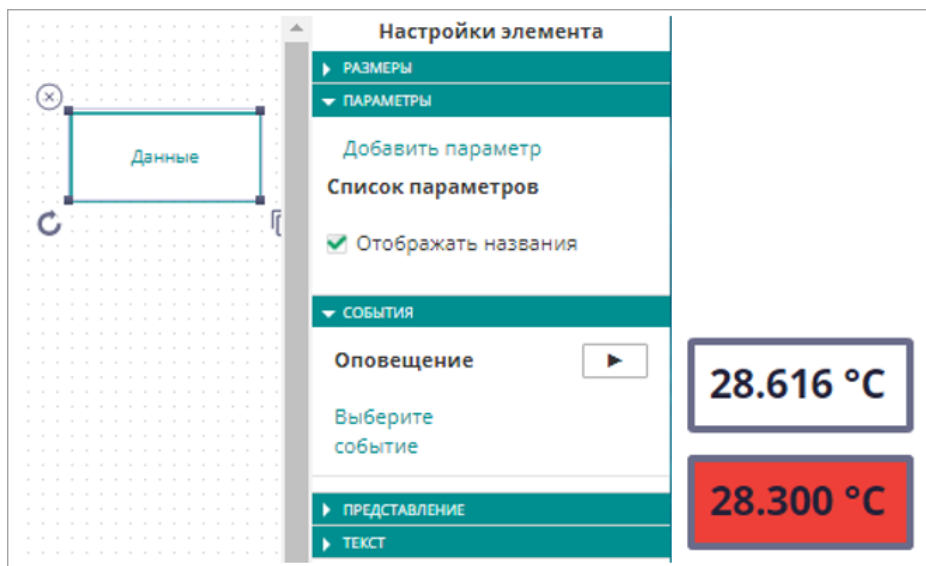 Данные
Настройки элемента
РАЗМЕРЫ
ПАРАМЕТРЫ
Добавить параметр
Список параметров
Отображать названия
СОБЫТИЯ
Оповещение
Выберите
событие
ПРЕДСТАВЛЕНИЕ
ТЕКСТ
28.616 °C
28.300 °C